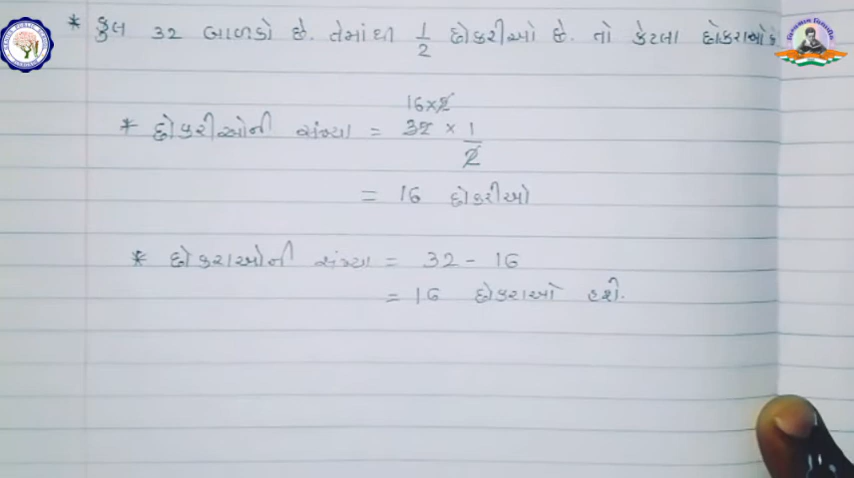 * કુલ ૩૨ બાળકો છે. તેમાંથી 1/2 છોકરીઓ છે. તો કેટલા છોકરાઓ
16×2
* છોકરીઓની સંખ્યા = 32 × 1/2
= 16 છોકરીઓ
* છોકરાઓની સંખ્યા = 32 - 16
= 16 છોકરાઓ હશે.